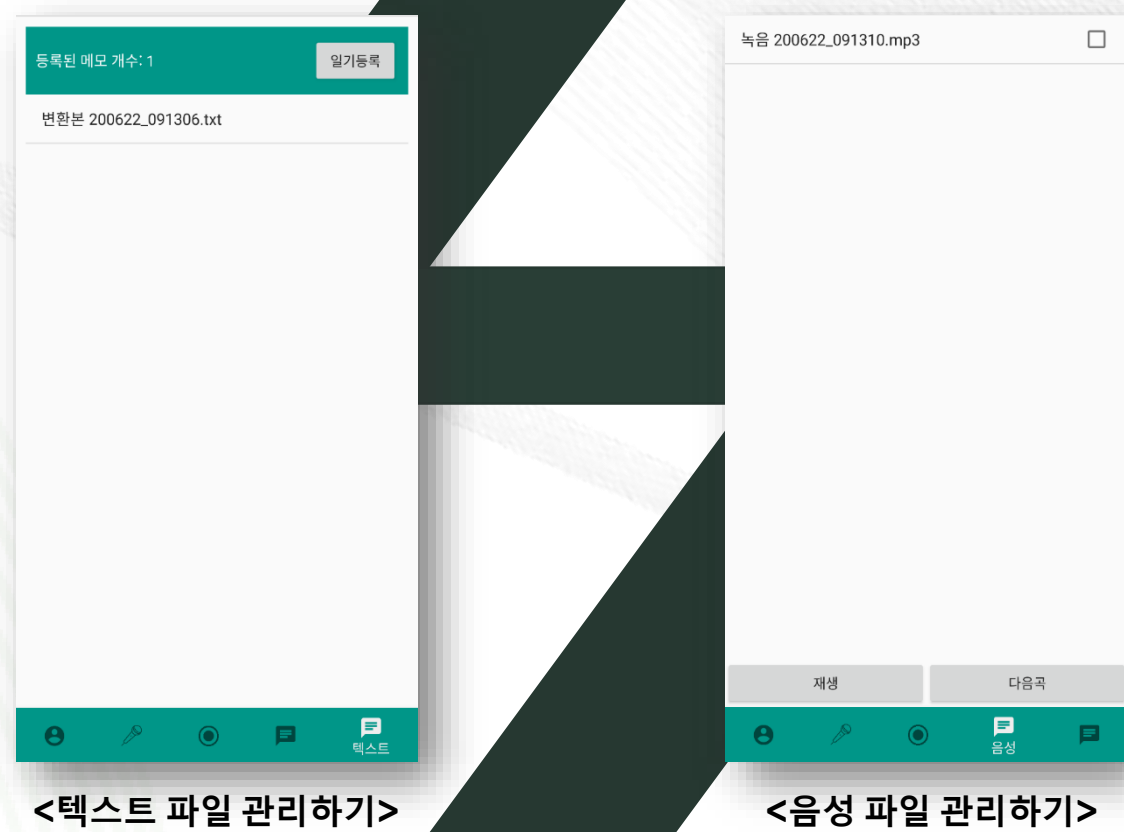 등록된 메모 개수: 1
일기등록
변환본 200622_091306.txt
텍스트
<텍스트 파일 관리하기>
녹음 200622_091310.mp3
재생
다음곡
음성
<음성 파일 관리하기>